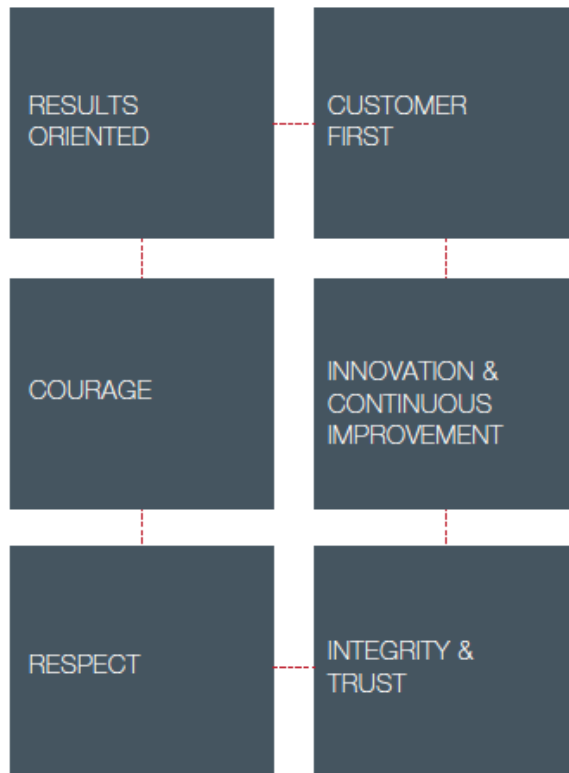 RESULTS
ORIENTED
CUSTOMER
FIRST
COURAGE
INNOVATION &
CONTINUOUS
IMPROVEMENT
RESPECT
INTEGRITY &
TRUST